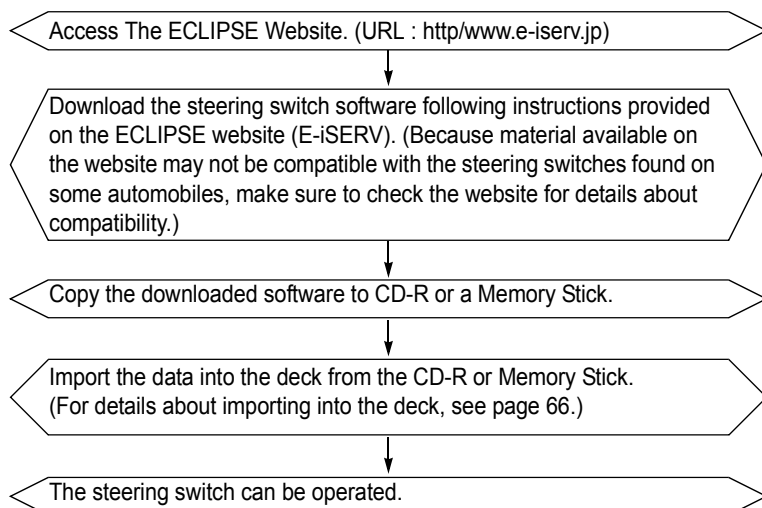 Access The ECLIPSE Website. (URL : http/www.e-iserv.jp)
Download the steering switch software following instructions provided
on the ECLIPSE website (E-iSERV). (Because material available on
the website may not be compatible with the steering switches found on
some automobiles, make sure to check the website for details about
compatibility.)
Copy the downloaded software to CD-R or a Memory Stick.
Import the data into the deck from the CD-R or Memory Stick.
(For details about importing into the deck, see page 66.)
The steering switch can be operated.